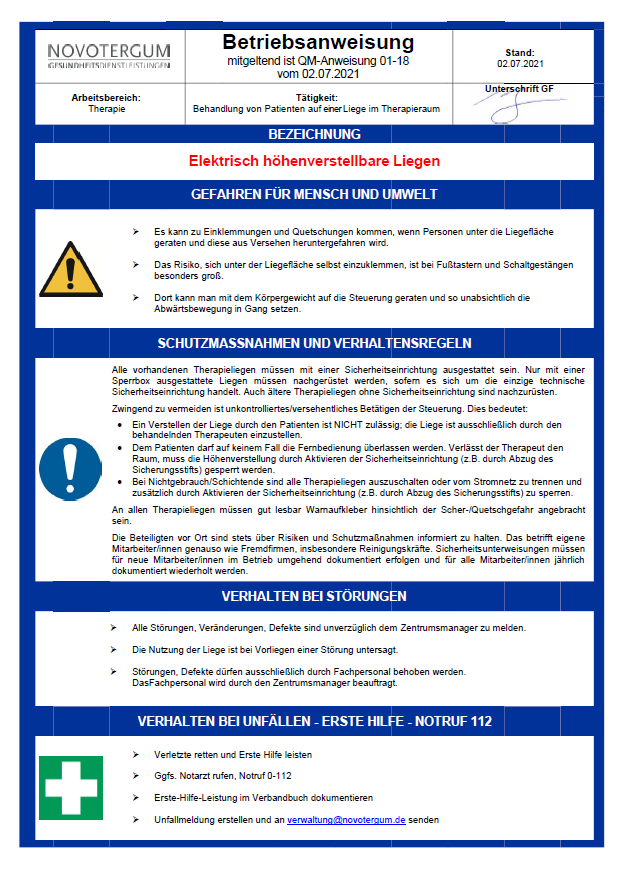 NOVOTERGUM
GESUNDHEITSDIENSTLEISTUNGEN
Betriebsanweisung
mitgeltend ist QM-Anweisung 01-18
vom 02.07.2021
Stand:
02.07.2021
Arbeitsbereich:
Therapie
Tätigkeit:
Behandlung von Patienten auf einer Liege im Therapieraum
Unterschrift GF
BEZEICHNUNG
Elektrisch höhenverstellbare Liegen
GEFAHREN FÜR MENSCH UND UMWELT
➢ Es kann zu Einklemmungen und Quetschungen kommen, wenn Personen unter die Liegefläche
geraten und diese aus Versehen heruntergefahren wird.
➢ Das Risiko, sich unter der Liegefläche selbst einzuklemmen, ist bei Fußtastern und Schaltgestängen
besonders groß.
➢ Dort kann man mit dem Körpergewicht auf die Steuerung geraten und so unabsichtlich die
Abwärtsbewegung in Gang setzen.
SCHUTZMASSNAHMEN UND VERHALTENSREGELN
Alle vorhandenen Therapieliegen müssen mit einer Sicherheitseinrichtung ausgestattet sein. Nur mit einer
Sperrbox ausgestattete Liegen müssen nachgerüstet werden, sofern es sich um die einzige technische
Sicherheitseinrichtung handelt. Auch ältere Therapieliegen ohne Sicherheitseinrichtung sind nachzurüsten.
Zwingend zu vermeiden ist unkontrolliertes/versehentliches Betätigen der Steuerung. Dies bedeutet:
• Ein Verstellen der Liege durch den Patienten ist NICHT zulässig; die Liege ist ausschließlich durch den
behandelnden Therapeuten einzustellen.
• Dem Patienten darf auf keinem Fall die Fernbedienung überlassen werden. Verlässt der Therapeut den
Raum, muss die Höhenverstellung durch Aktivieren der Sicherheitseinrichtung (z.B. durch Abzug des
Sicherungsstifts) gesperrt werden.
• Bei Nichtgebrauch/Schichtende sind alle Therapieliegen auszuschalten oder vom Stromnetz zu trennen und
zusätzlich durch Aktivieren der Sicherheitseinrichtung (z.B. durch Abzug des Sicherungsstifts) zu sperren.
An allen Therapieliegen müssen gut lesbar Warnaufkleber hinsichtlich der Scher-/Quetschgefahr angebracht
sein.
Die Beteiligten vor Ort sind stets über Risiken und Schutzmaßnahmen informiert zu halten. Das betrifft eigene
Mitarbeiter/innen genauso wie Fremdfirmen, insbesondere Reinigungskräfte. Sicherheitsunterweisungen müssen
für neue Mitarbeiter/innen im Betrieb umgehend dokumentiert erfolgen und für alle Mitarbeiter/innen jährlich
dokumentiert wiederholt werden.
VERHALTEN BEI STÖRUNGEN
➢ Alle Störungen, Veränderungen, Defekte sind unverzüglich dem Zentrumsmanager zu melden.
➢ Die Nutzung der Liege ist bei Vorliegen einer Störung untersagt.
➢ Störungen, Defekte dürfen ausschließlich durch Fachpersonal behoben werden.
DasFachpersonal wird durch den Zentrumsmanager beauftragt.
VERHALTEN BEI UNFÄLLEN - ERSTE HILFE - NOTRUF 112
➢ Verletzte retten und Erste Hilfe leisten
➢ Ggfs. Notarzt rufen, Notruf 0-112
➢ Erste-Hilfe-Leistung im Verbandbuch dokumentieren
➢ Unfallmeldung erstellen und an verwaltung@novotergum.de senden